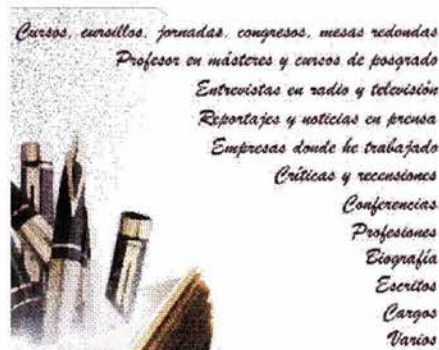 Cursos, cursillos, jornadas, congresos, mesas redondas
Profesor en másteres y cursos de posgrado
Entrevistas en radio y televisión
Reportajes y noticias en prensa
Empresas donde he trabajado
Críticas y recensiones
Conferencias
Profesiones
Biografía
Escritos
Cargos
Varios